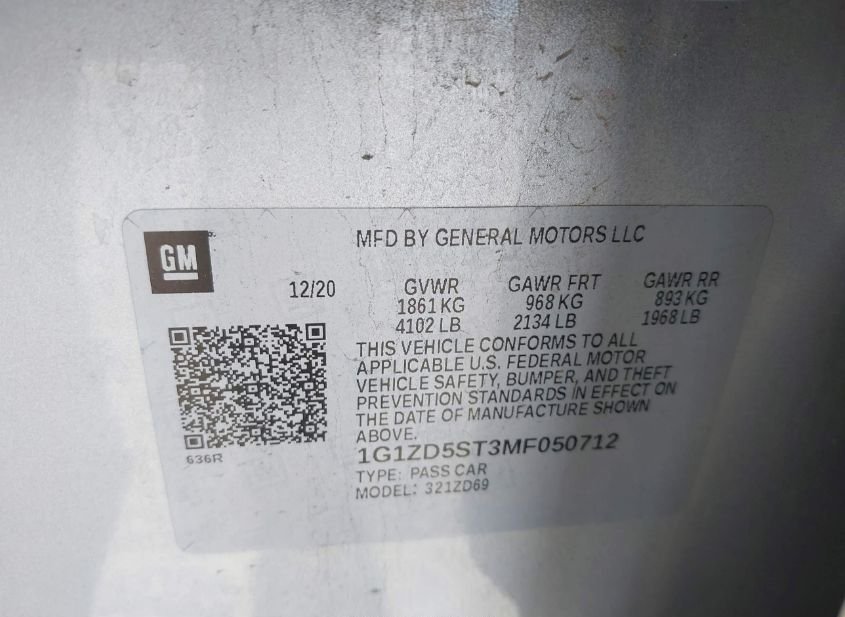 GM
MFD BY GENERAL MOTORS LLC
12/20
GVWR GAWR FRT GAWR RR
1861 KG 968 KG 893 KG
4102 LB 2134 LB 1968 LB
THIS VEHICLE CONFORMS TO ALL
APPLICABLE U.S. FEDERAL MOTOR
VEHICLE SAFETY, BUMPER, AND THEFT
PREVENTION STANDARDS IN EFFECT ON
THE DATE OF MANUFACTURE SHOWN
ABOVE.
636R
1G1ZD5ST3MF050712
TYPE: PASS CAR
MODEL: 321ZD69